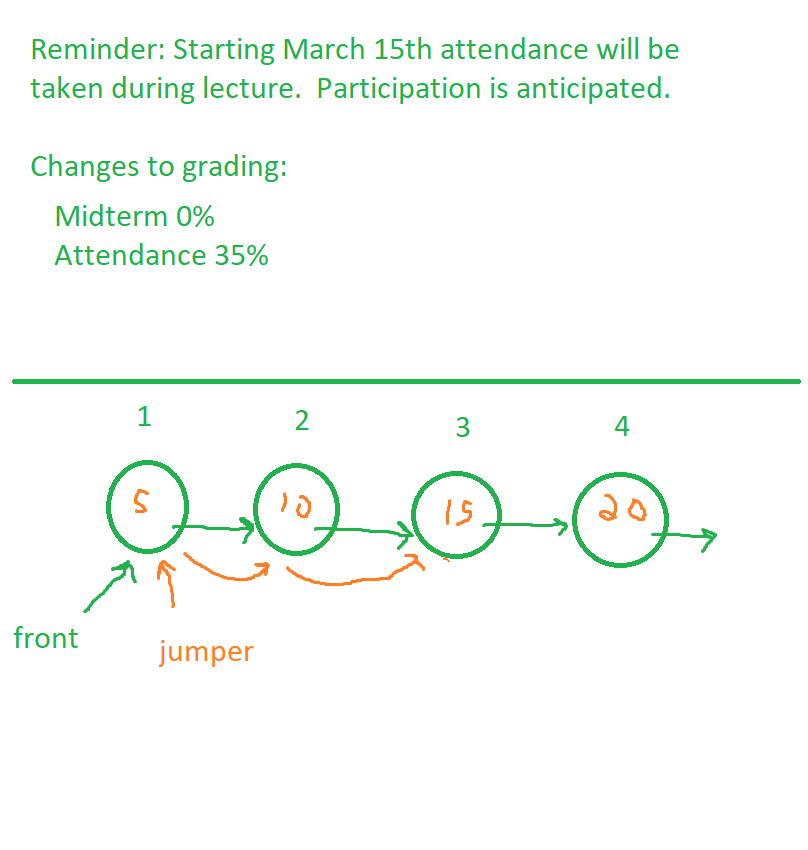 Reminder: Starting March 15th attendance will be
taken during lecture.  Participation is anticipated.
Changes to grading:
Midterm 0%
Attendance 35%
1 2 3 4
5 10 15 20
front
jumper